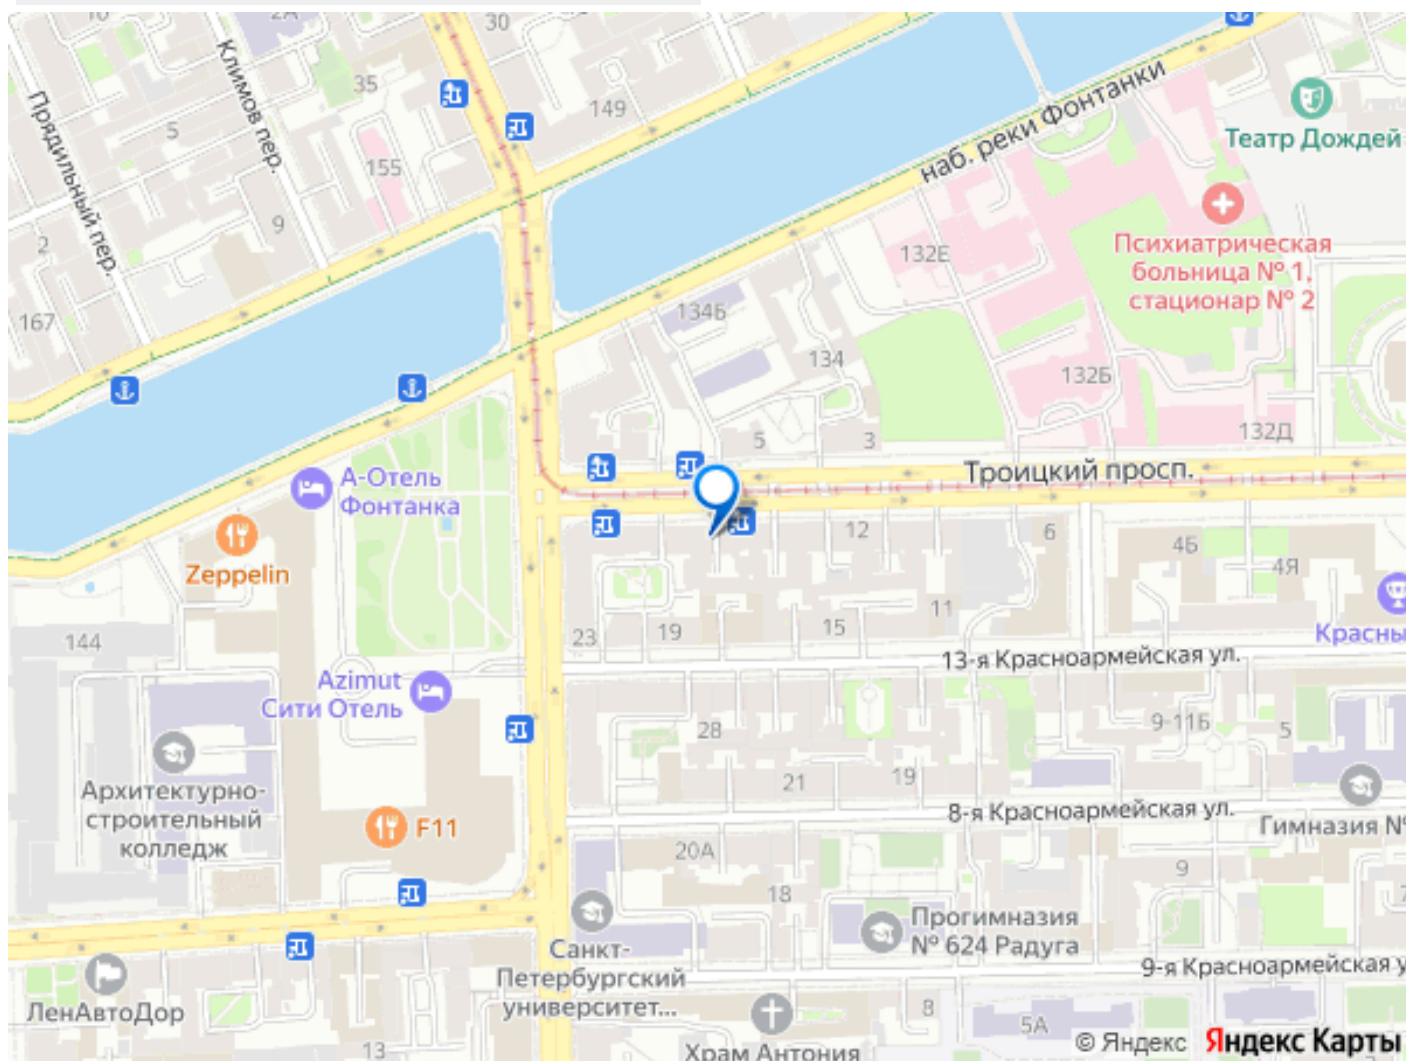 30
Климов пер.
35
149
Прядильный пер.
5
155
9
2
167
наб. реки Фонтанки
Театр Дождей
132Е
Психиатрическая
больница № 1,
стационар № 2
134Б
134
132Б
5
3
132Д
Троицкий просп.
А-Отель
Фонтанка
Zeppelin
12
6
4Б
4Я
11
15
19
23
144
Красны
13-я Красноармейская ул.
Azimut
Сити Отель
28
9-11Б
5
21
19
Архитектурно-
строительный
колледж
F11
8-я Красноармейская ул.
Гимназия №
20А
18
9
Прогимназия
№ 624 Радуга
Санкт-
Петербургский
университет...
9-я Красноармейская у
ЛенАвтоДор
8
5А
13
Храм Антония
© Яндекс Яндекс Карты